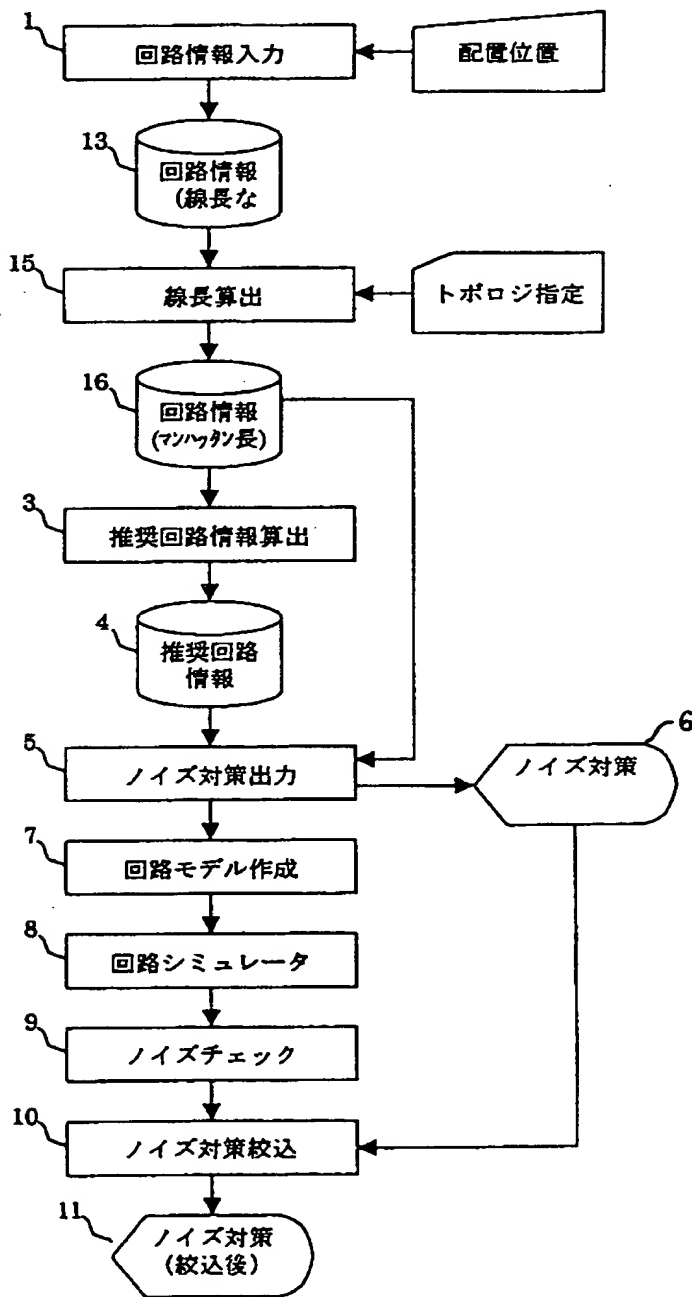 1
回路情報入力
配置位置
13
回路情報
(線長な
15
線長算出
トポロジ指定
16
回路情報
(マンハッタン長)
3
推奨回路情報算出
4
推奨回路
情報
5
ノイズ対策出力
6
ノイズ対策
7
回路モデル作成
8
回路シミュレータ
9
ノイズチェック
10
ノイズ対策絞込
11
ノイズ対策
(絞込後)